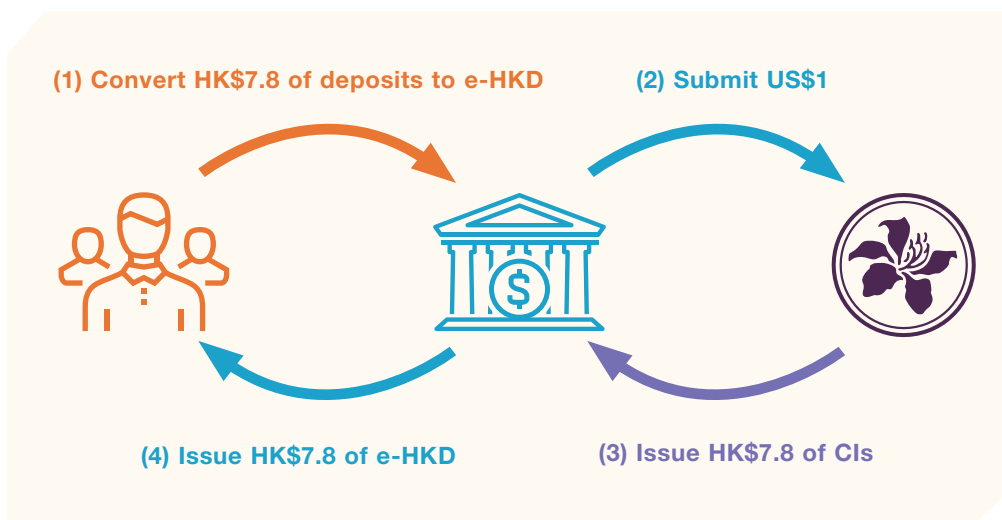 (1) Convert HK$7.8 of deposits to e-HKD
(2) Submit US$1
$
(4) Issue HK$7.8 of e-HKD
(3) Issue HK$7.8 of CIs